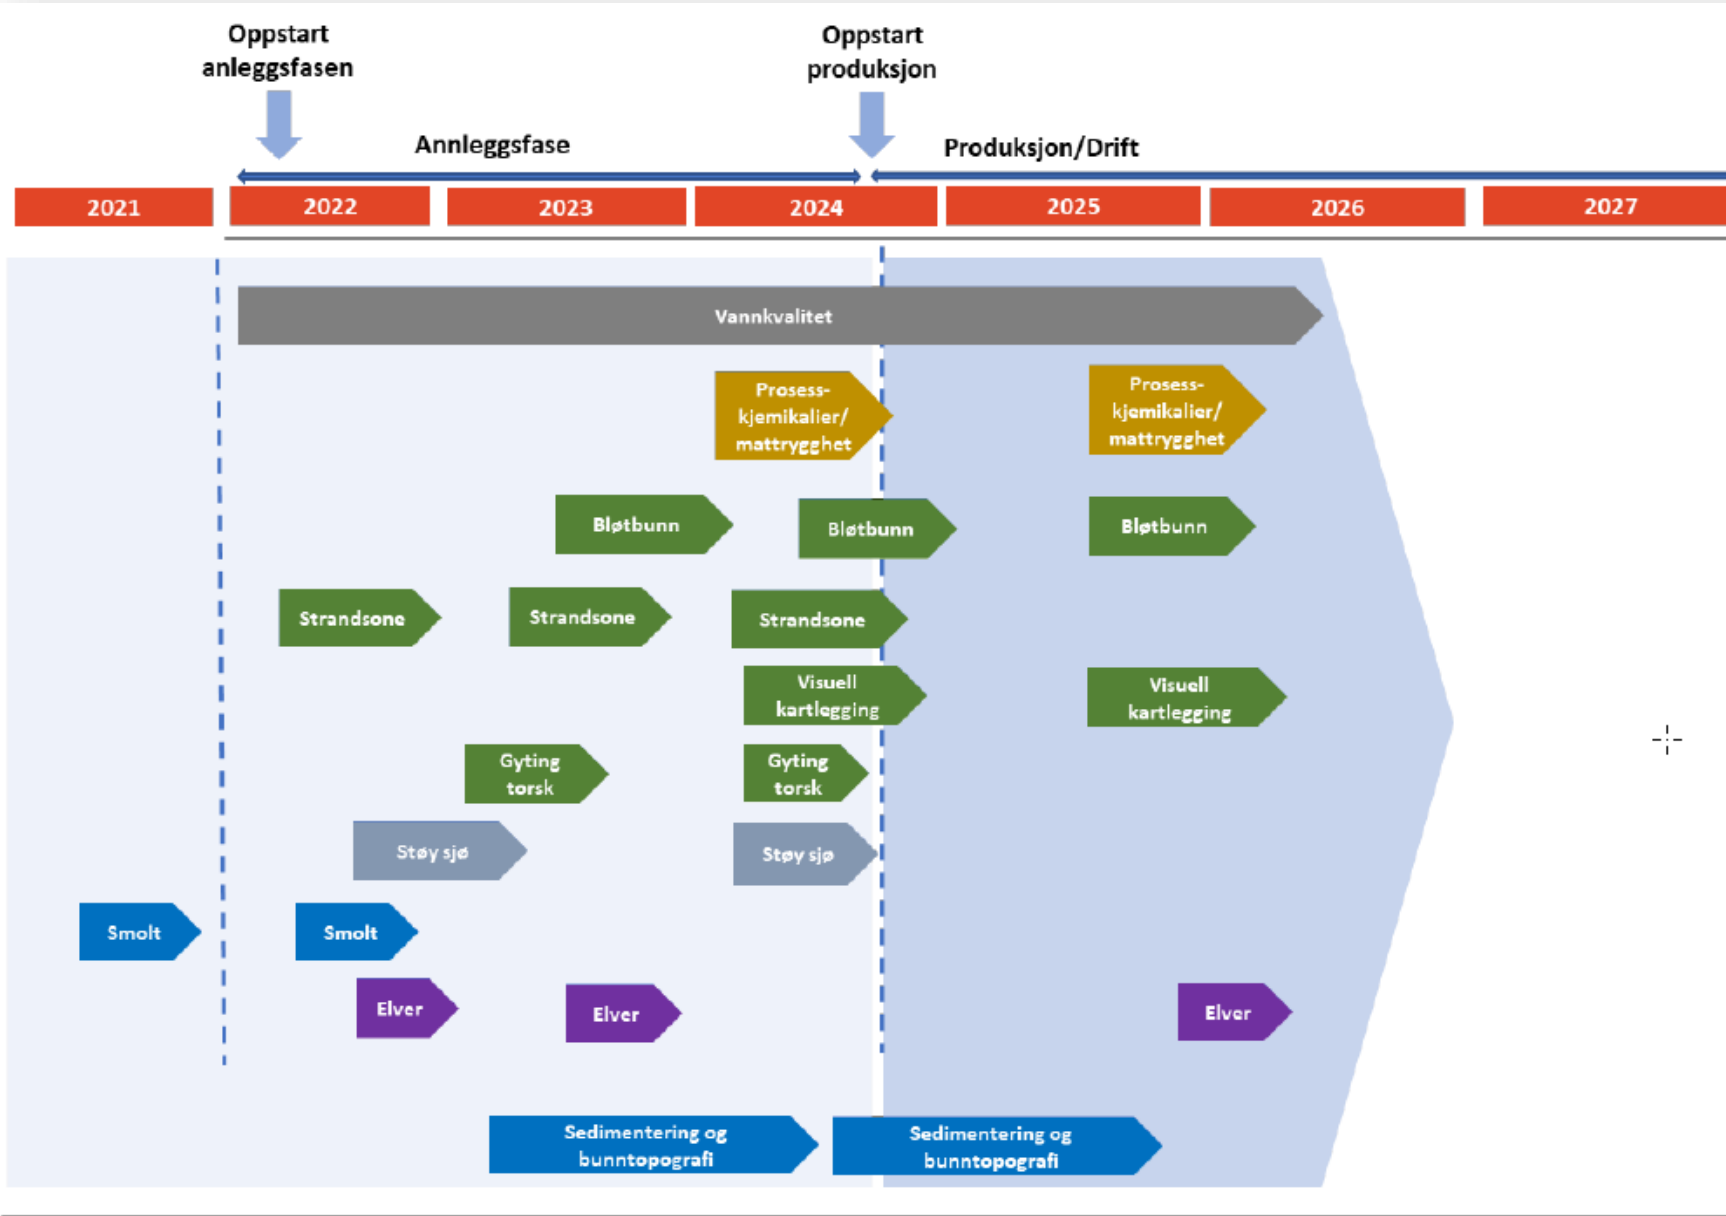 Oppstart
anleggsfasen
Oppstart
produksjon
Annleggsfase
Produksjon/Drift
2021
2022
2023
2024
2025
2026
2027
Vannkvalitet
Prosess-
kjemikalier/
mattrygghet
Prosess-
kjemikalier/
mattrygghet
Bløtbunn
Bløtbunn
Bløtbunn
Strandsone
Strandsone
Strandsone
Visuell
kartlegging
Visuell
kartlegging
Gyting
torsk
Gyting
torsk
Støy sjø
Støy sjø
Smolt
Smolt
Elver
Elver
Elver
Sedimentering og
bunntopografi
Sedimentering og
bunntopografi